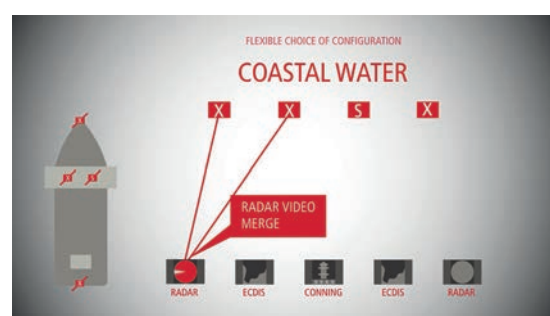 FLEXIBLE CHOICE OF CONFIGURATION
COASTAL WATER
X X S X
RADAR VIDEO
MERGE
RADAR ECDIS CONNING ECDIS RADAR